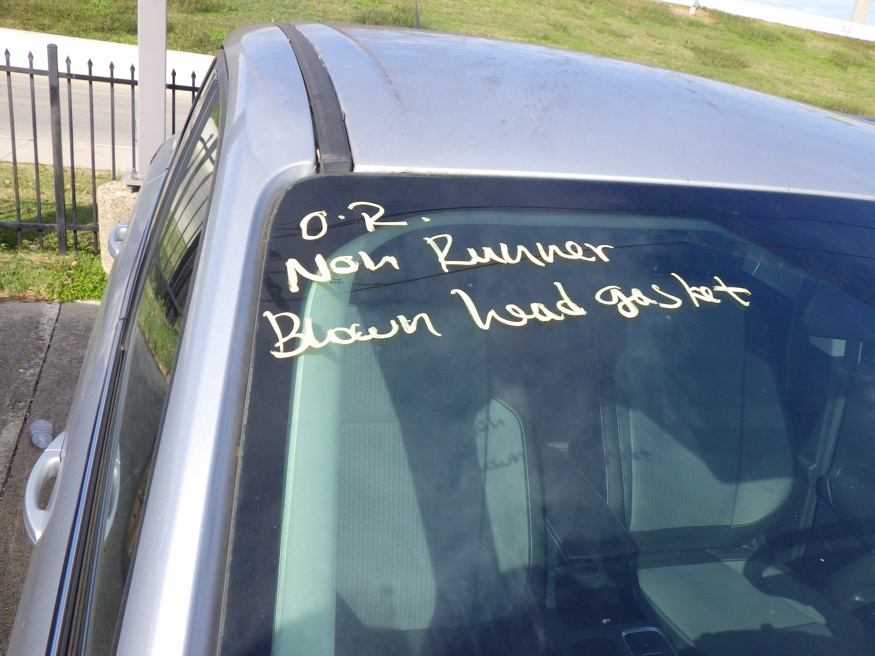 O.R.
Non Runner
Blown head gasket